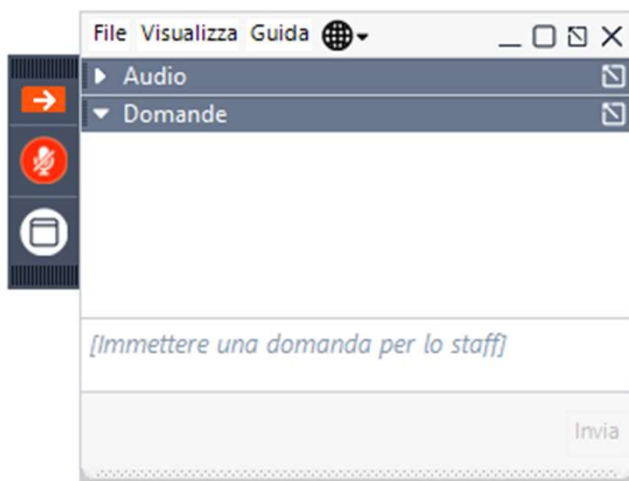 File Visualizza Guida
Audio
Domande
[Immettere una domanda per lo staff]
Invia